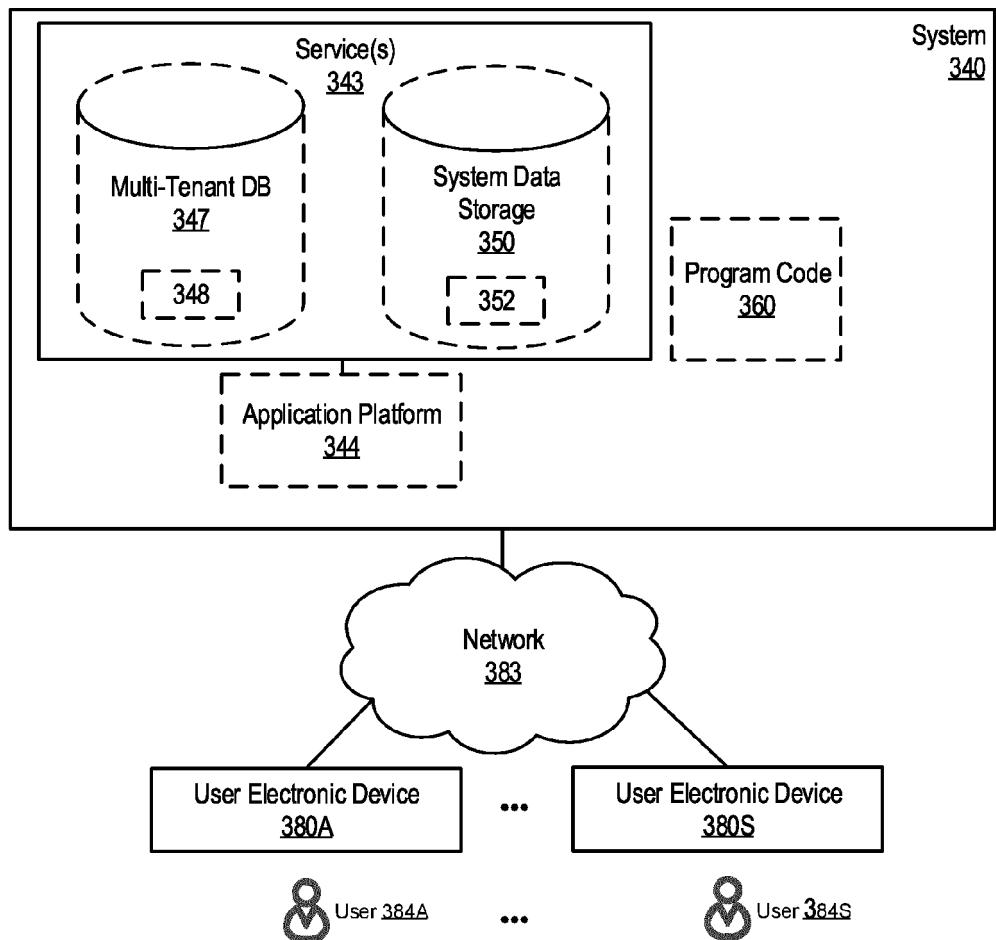 System
340
Service(s)
343
Multi-Tenant DB
347
348
System Data
Storage
350
352
Program Code
360
Application Platform
344
Network
383
User Electronic Device
380A
...
User Electronic Device
380S
User 384A
...
User 384S